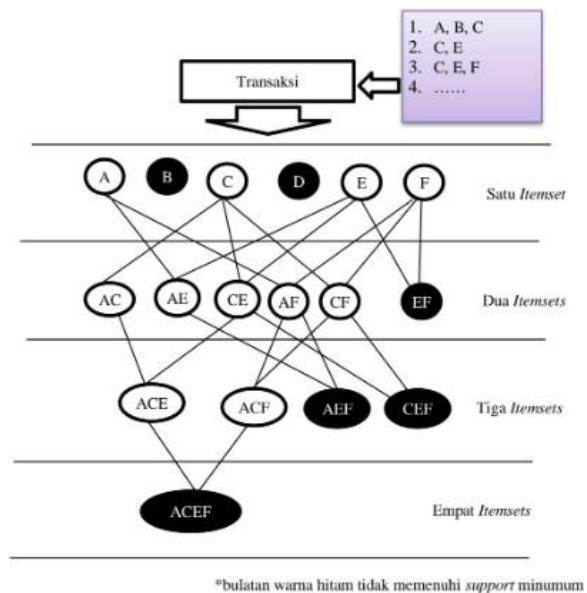 1. A, B, C
2. C, E
3. C, E, F
4. ......
Transaksi
A B C D E F
Satu Itemset
AC AE CE AF CF EF
Dua Itemsets
ACE ACF AEF CEF
Tiga Itemsets
ACEF
Empat Itemsets
*bulatan warna hitam tidak memenuhi support minumum